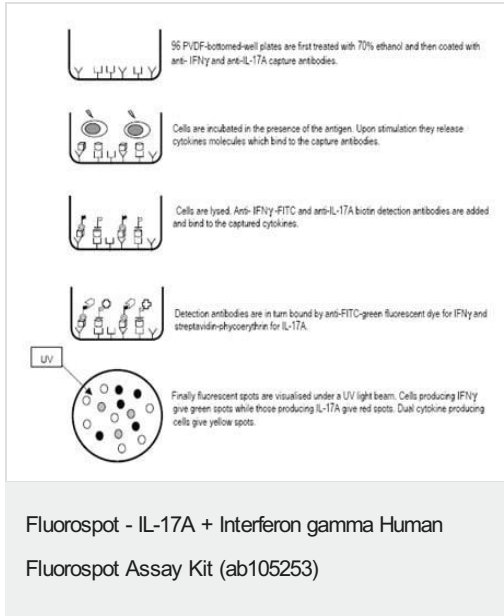 96 PVDF-bottomed-well plates are first treated with 70% ethanol and then coated with
anti- IFNγ and anti-IL-17A capture antibodies.
Cells are incubated in the presence of the antigen. Upon stimulation they release
cytokines molecules which bind to the capture antibodies.
Cells are lysed. Anti- IFNγ-FITC and anti-IL-17A biotin detection antibodies are added
and bind to the captured cytokines.
Detection antibodies are in turn bound by anti-FITC-green fluorescent dye for IFNγ and
streptavidin-phycoerythrin for IL-17A.
UV
Finally fluorescent spots are visualised under a UV light beam. Cells producing IFNγ
give green spots while those producing IL-17A give red spots. Dual cytokine producing
cells give yellow spots.
Fluorospot - IL-17A + Interferon gamma Human
Fluorospot Assay Kit (ab105253)